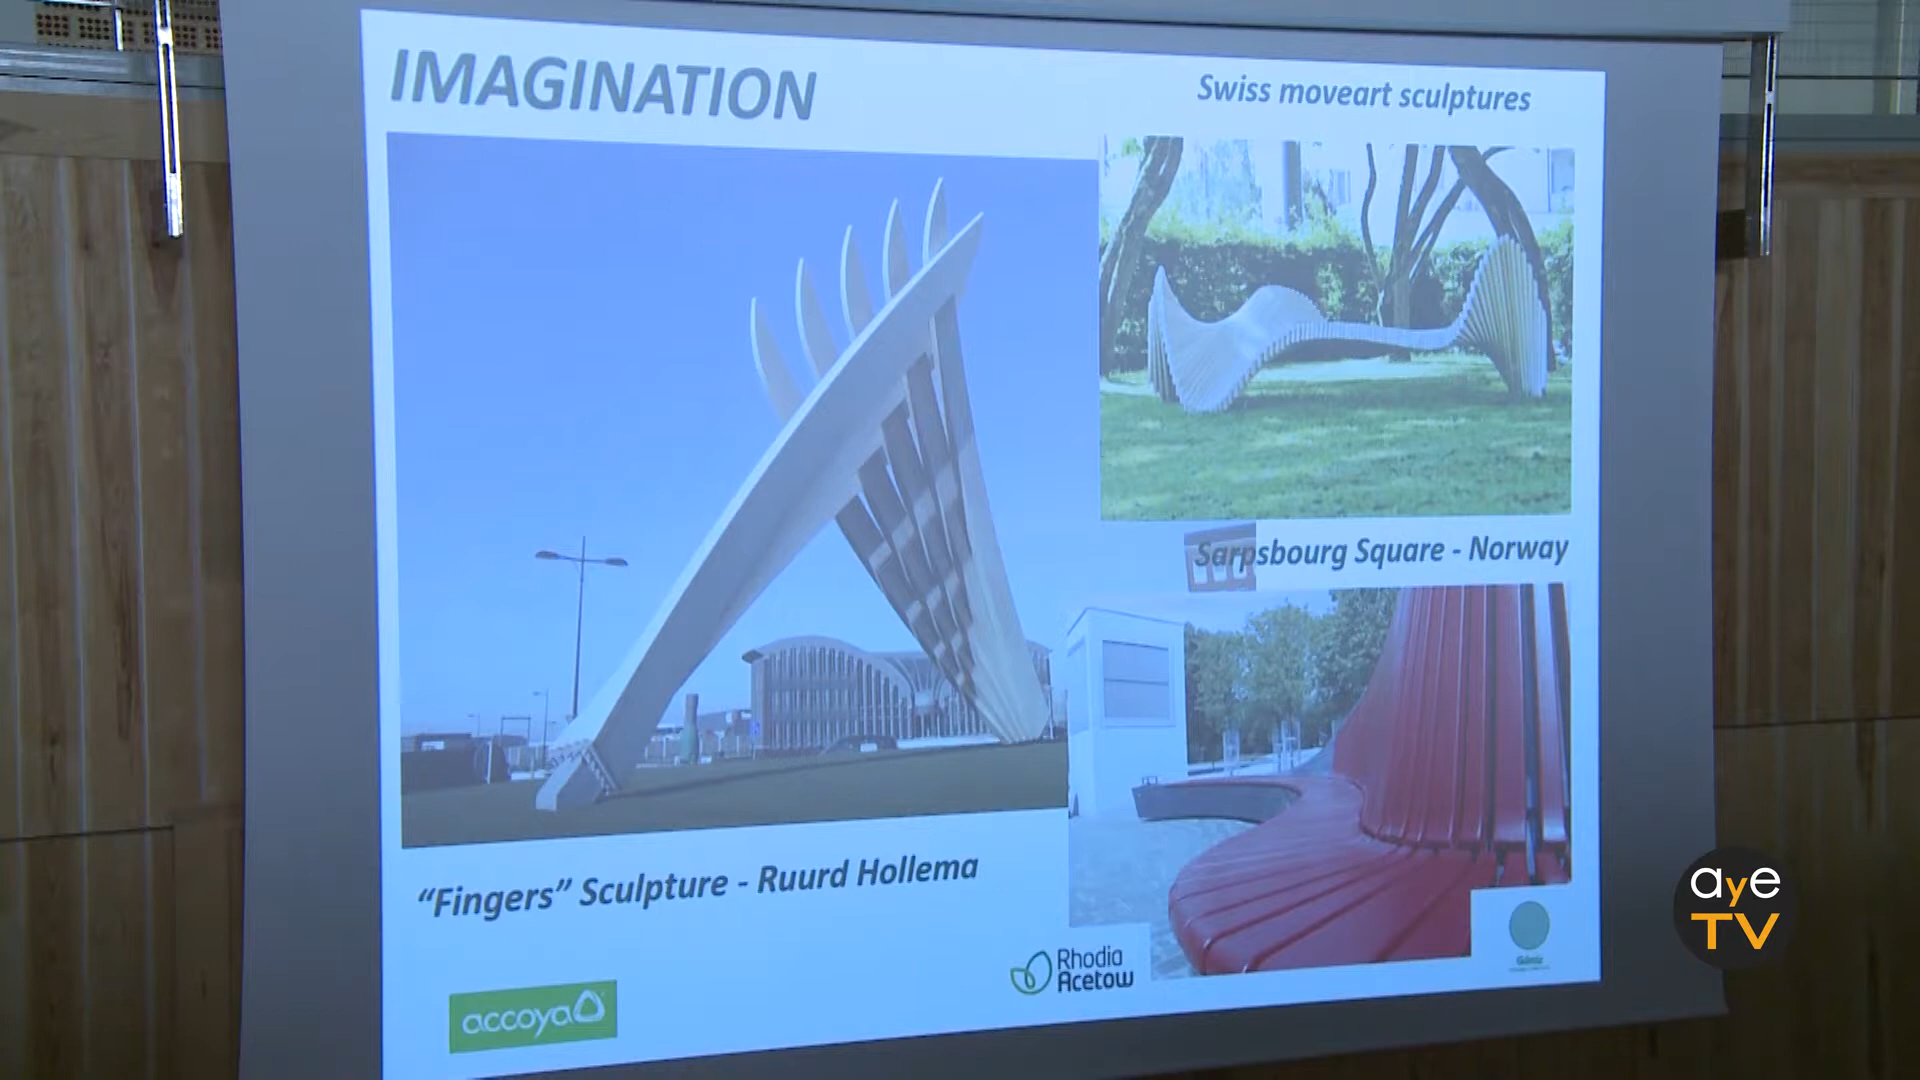 IMAGINATION
Swiss moveart sculptures
Sarpsbourg Square - Norway
“Fingers” Sculpture - Ruurd Hollema
accoya
Rhodia
Acetow
aye
TV